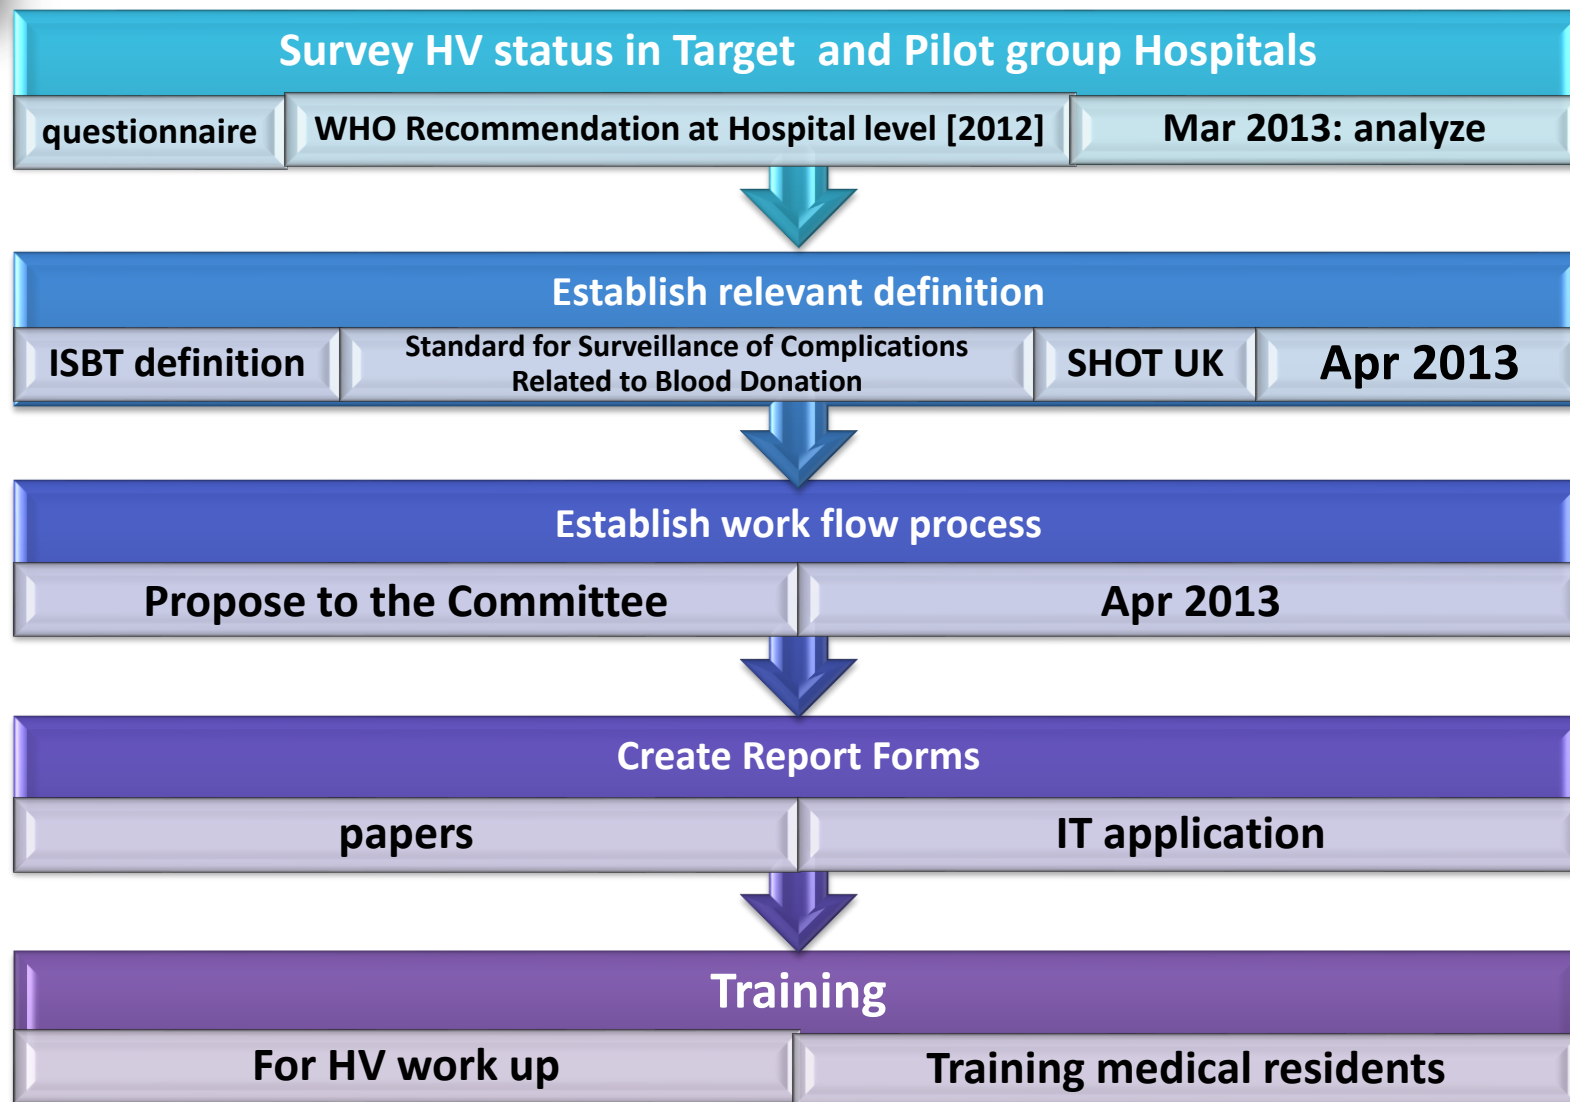 Survey HV status in Target and Pilot group Hospitals
questionnaire
WHO Recommendation at Hospital level [2012]
Mar 2013: analyze
Establish relevant definition
ISBT definition
Standard for Surveillance of Complications
Related to Blood Donation
SHOT UK
Apr 2013
Establish work flow process
Propose to the Committee
Apr 2013
Create Report Forms
papers
IT application
Training
For HV work up
Training medical residents